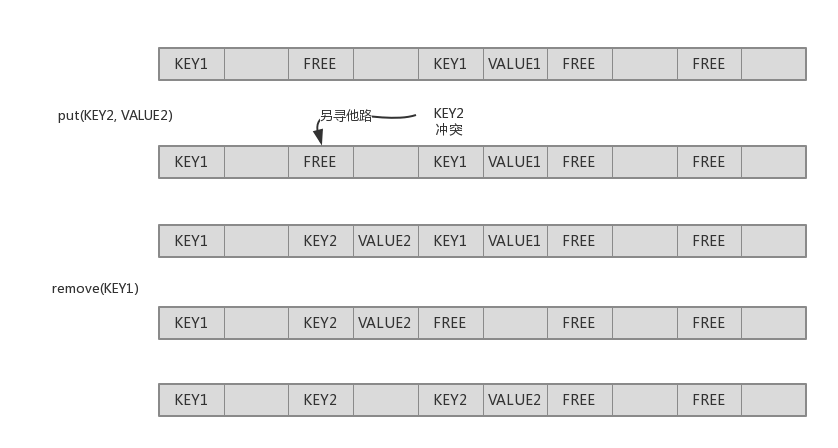 KEY1 FREE KEY1 VALUE1 FREE FREE
put(KEY2, VALUE2) 另寻他路 KEY2
冲突
KEY1 FREE KEY1 VALUE1 FREE FREE
KEY1 KEY2 VALUE2 KEY1 VALUE1 FREE FREE
remove(KEY1)
KEY1 KEY2 VALUE2 FREE FREE FREE
KEY1 KEY2 KEY2 VALUE2 FREE FREE